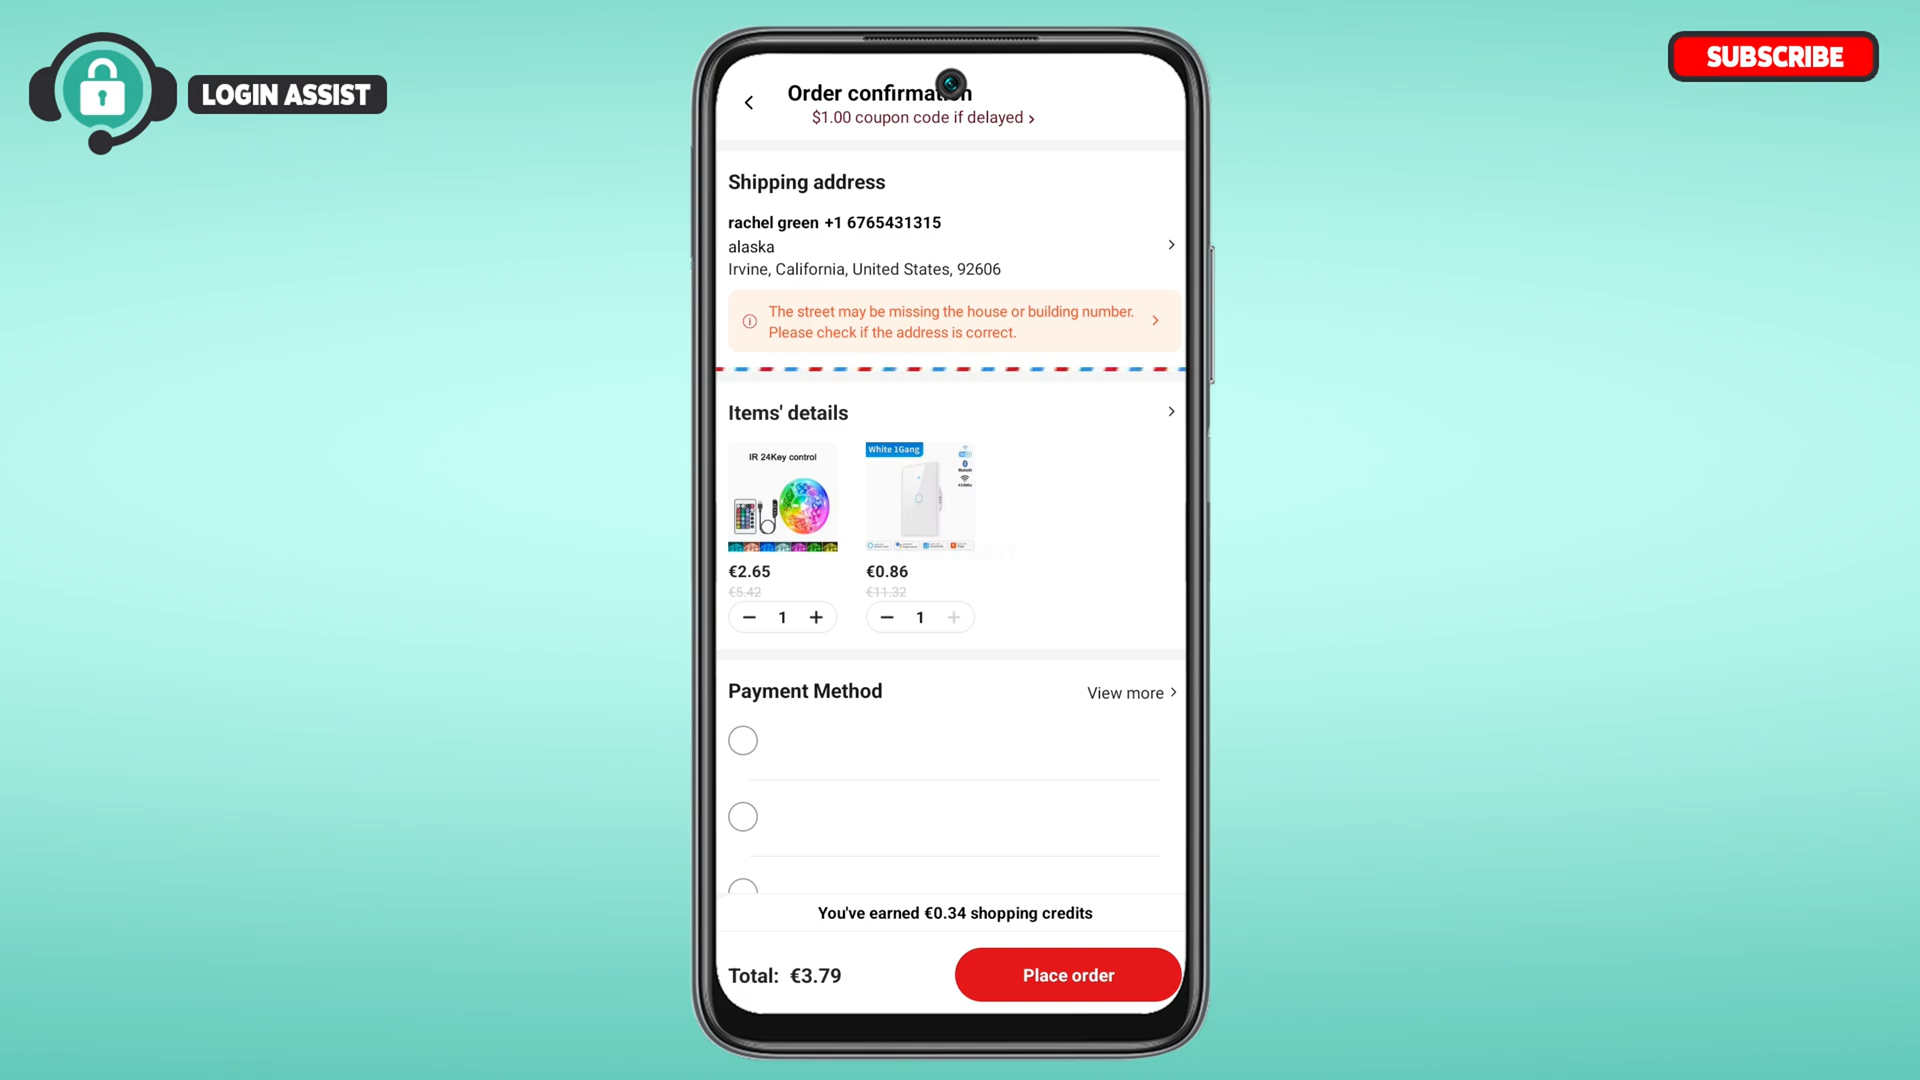 LOGIN ASSIST
SUBSCRIBE
Order confirmation
$1.00 coupon code if delayed >
Shipping address
rachel green +1 6765431315
alaska
Irvine, California, United States, 92606
The street may be missing the house or building number.
Please check if the address is correct.
Items' details
IR 24Key control
White 1Gang
€2.65
€0.86
€5.42
€11.32
− 1 +
− 1 +
Payment Method
View more >
You've earned €0.34 shopping credits
Total: €3.79
Place order